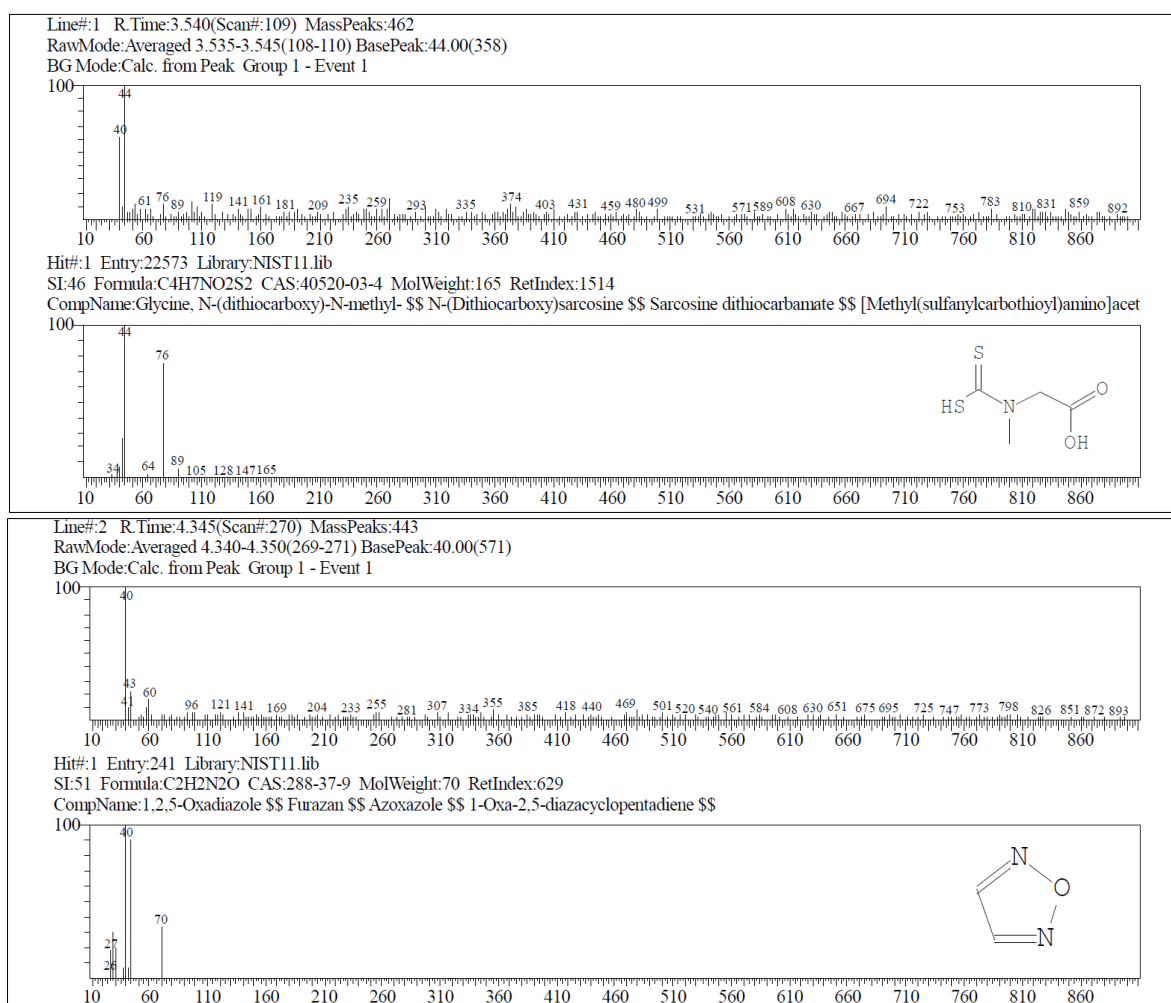 Line#:1 R.Time:3.540(Scan#:109) MassPeaks:462
RawMode:Averaged 3.535-3.545(108-110) BasePeak:44.00(358)
BG Mode:Calc. from Peak Group 1 - Event 1
100
44
40
61 76 89 119 141 161 181 209 235 259 293 335 374 403 431 459 480 499 531 571 589 608 630 667 694 722 753 783 810 831 859 892
10 60 110 160 210 260 310 360 410 460 510 560 610 660 710 760 810 860
Hit#:1 Entry:22573 Library:NIST11.lib
SI:46 Formula:C4H7NO2S2 CAS:40520-03-4 MolWeight:165 RetIndex:1514
CompName:Glycine, N-(dithiocarboxy)-N-methyl- $$ N-(Dithiocarboxy)sarcosine $$ Sarcosine dithiocarbamate $$ [Methyl(sulfanylcarbothioyl)amino]acet
100
44
76
34 64 89 105 128 147 165
S
HS N O
OH
10 60 110 160 210 260 310 360 410 460 510 560 610 660 710 760 810 860
Line#:2 R.Time:4.345(Scan#:270) MassPeaks:443
RawMode:Averaged 4.340-4.350(269-271) BasePeak:40.00(571)
BG Mode:Calc. from Peak Group 1 - Event 1
100
40
43
41 60 96 121 141 169 204 233 255 281 307 334 355 385 418 440 469 501 520 540 561 584 608 630 651 675 695 725 747 773 798 826 851 872 893
10 60 110 160 210 260 310 360 410 460 510 560 610 660 710 760 810 860
Hit#:1 Entry:241 Library:NIST11.lib
SI:51 Formula:C2H2N2O CAS:288-37-9 MolWeight:70 RetIndex:629
CompName:1,2,5-Oxadiazole $$ Furazan $$ Azoxazole $$ 1-Oxa-2,5-diazacyclopentadiene $$
100
40
70
27
26
N
O
N
10 60 110 160 210 260 310 360 410 460 510 560 610 660 710 760 810 860